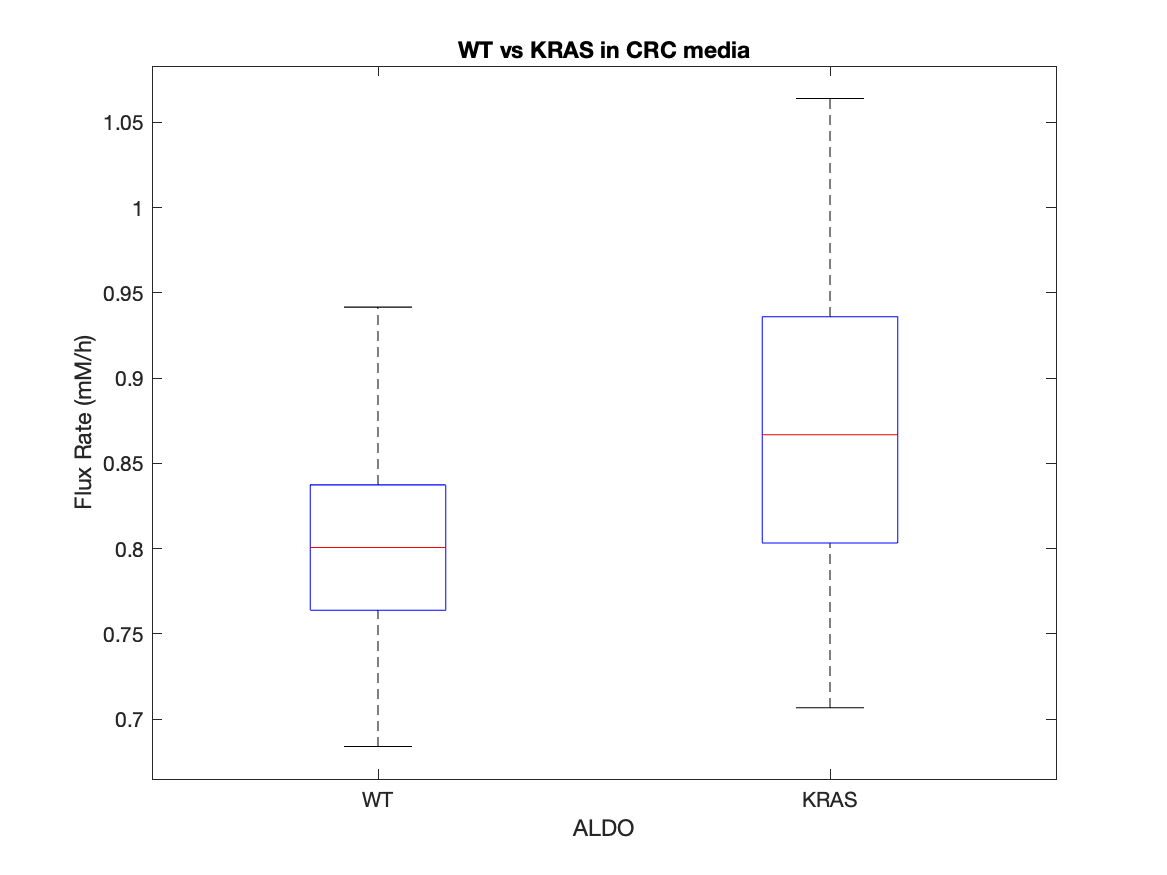 WT vs KRAS in CRC media
1.05
1
0.95
0.9
0.85
0.8
0.75
0.7
Flux Rate (mM/h)
WT KRAS
ALDO